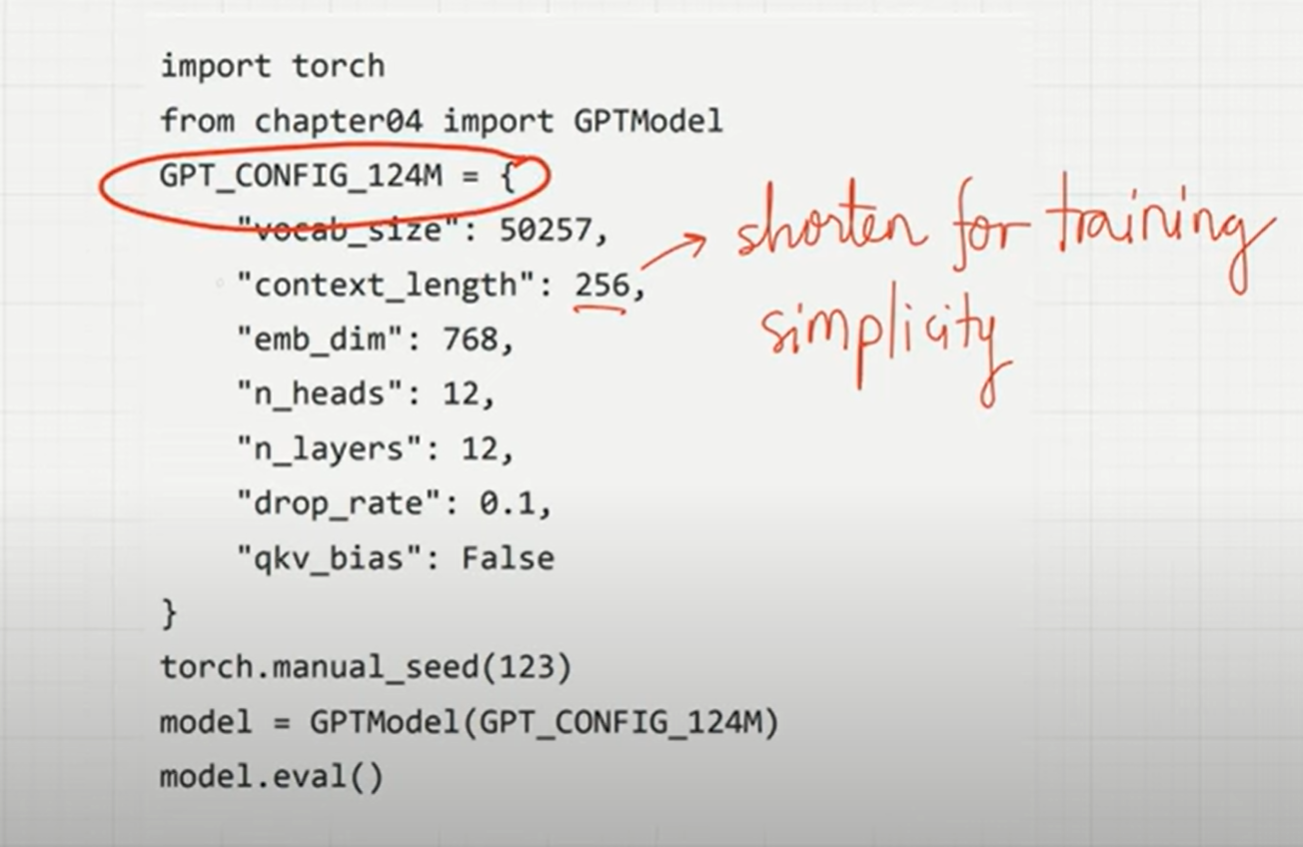 import torch
from chapter04 import GPTModel
GPT_CONFIG_124M = {
"vocab_size": 50257,
"context_length": 256,
"emb_dim": 768,
"n_heads": 12,
"n_layers": 12,
"drop_rate": 0.1,
"qkv_bias": False
}
torch.manual_seed(123)
model = GPTModel(GPT_CONFIG_124M)
model.eval()
shorten for training
simplicity